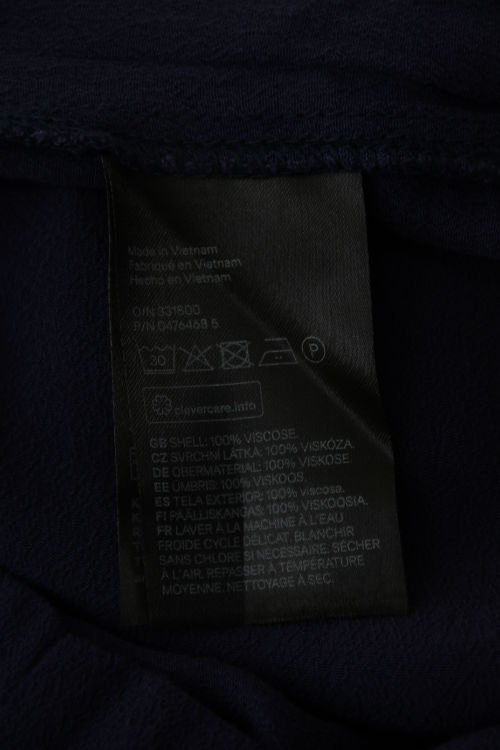 Made in Vietnam
Fabriqué en Vietnam
Hecho en Vietnam
O/N 331800
P/N 0476468 5
30
P
clevercare.info
GB SHELL: 100% VISCOSE.
CZ SVRCHNÍ LÁTKA: 100% VISKÓZA.
DE OBERMATERIAL: 100% VISKOSE.
EE ÜMBRIS: 100% VISKOOS.
ES TELA EXTERIOR: 100% viscosa.
FI PÄÄLLISKANGAS: 100% VISKOOSIA.
FR LAVER À LA MACHINE À L'EAU
FROIDE CYCLE DÉLICAT. BLANCHIR
SANS CHLORE SI NÉCESSAIRE. SÉCHER
À L'AIR. REPASSER À TEMPÉRATURE
MOYENNE. NETTOYAGE À SEC.